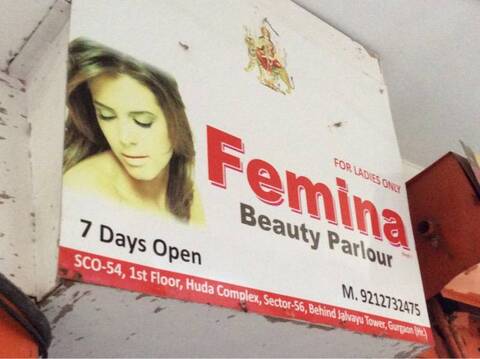 FOR LADIES ONLY
Femina
Beauty Parlour
7 Days Open
M. 9212732475
SCO-54, 1st Floor, Huda Complex, Sector-56, Behind Jalvayu Tower, Gurgaon (Hr.)